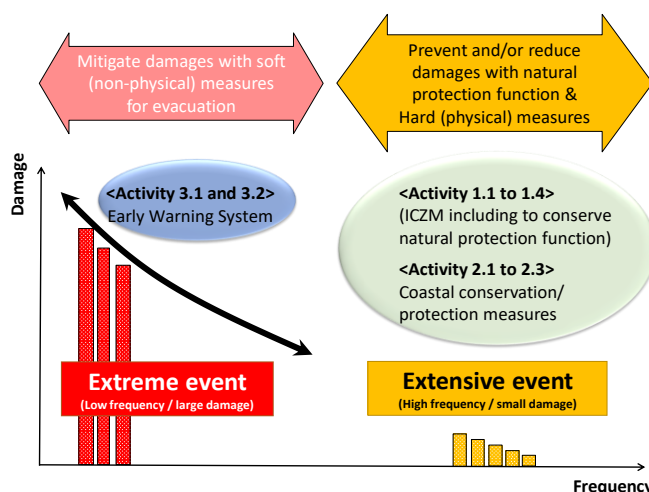 Mitigate damages with soft
(non-physical) measures
for evacuation
Prevent and/or reduce
damages with natural
protection function &
Hard (physical) measures
Damage
<Activity 3.1 and 3.2>
Early Warning System
<Activity 1.1 to 1.4>
(ICZM including to conserve
natural protection function)
<Activity 2.1 to 2.3>
Coastal conservation/
protection measures
Extreme event
(Low frequency / large damage)
Extensive event
(High frequency / small damage)
Frequency